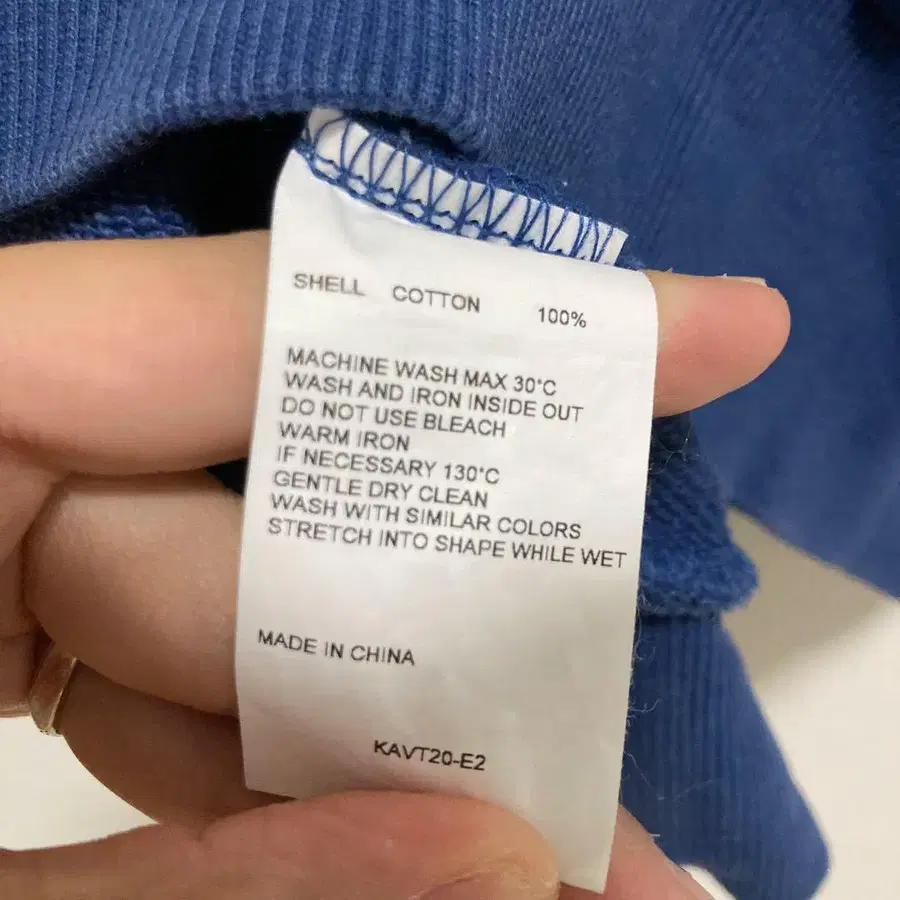 SHELL COTTON 100%
MACHINE WASH MAX 30°C
WASH AND IRON INSIDE OUT
DO NOT USE BLEACH
WARM IRON
IF NECESSARY 130°C
GENTLE DRY CLEAN
WASH WITH SIMILAR COLORS
STRETCH INTO SHAPE WHILE WET
MADE IN CHINA
KAVT20-E2